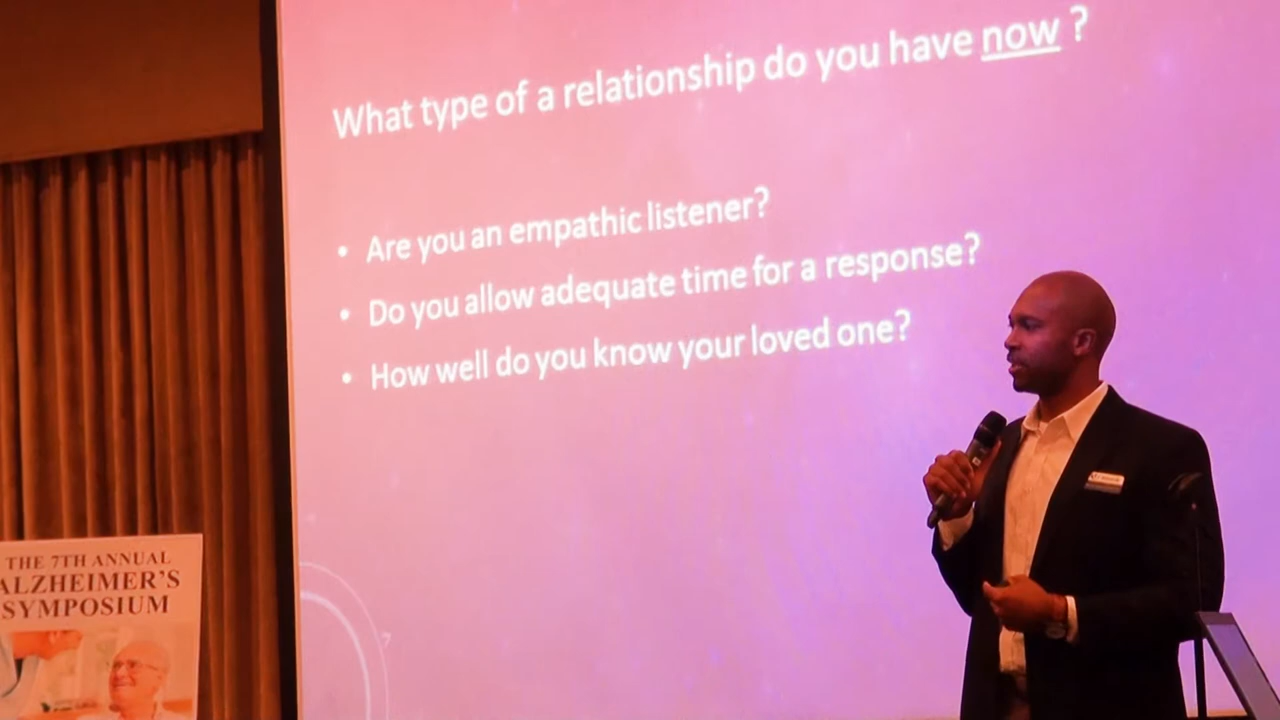 What type of a relationship do you have now ?
• Are you an empathic listener?
• Do you allow adequate time for a response?
• How well do you know your loved one?
THE 7TH ANNUAL
ALZHEIMER'S
SYMPOSIUM